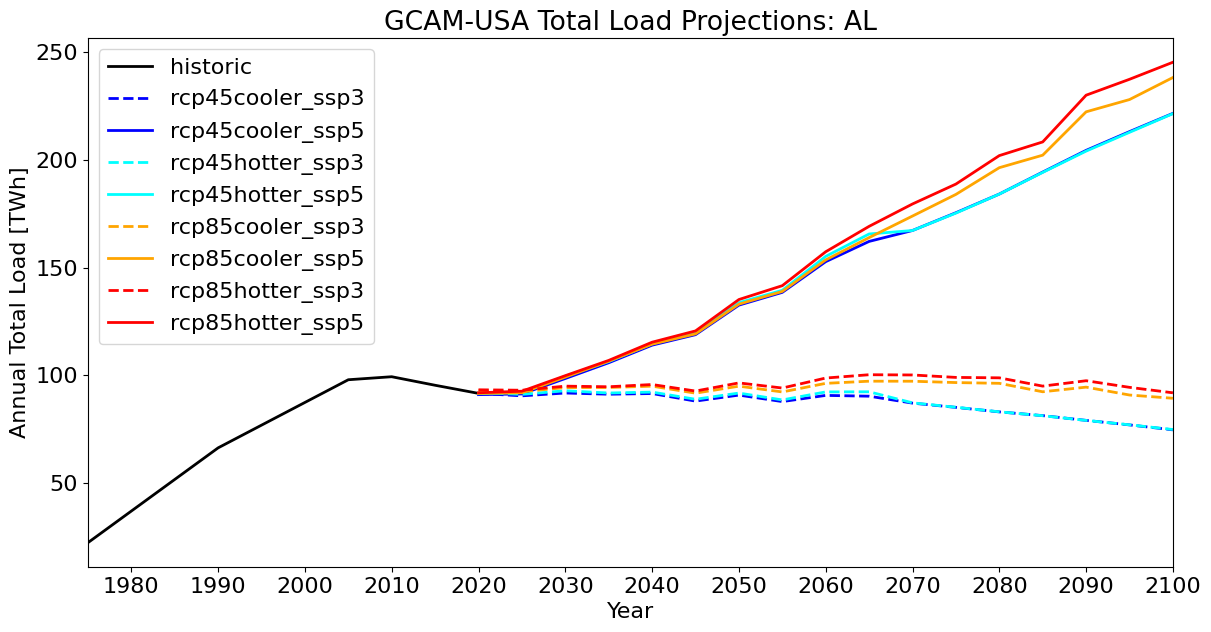 GCAM-USA Total Load Projections: AL
Annual Total Load [TWh]
250
200
150
100
50
historic
rcp45cooler_ssp3
rcp45cooler_ssp5
rcp45hotter_ssp3
rcp45hotter_ssp5
rcp85cooler_ssp3
rcp85cooler_ssp5
rcp85hotter_ssp3
rcp85hotter_ssp5
1980 1990 2000 2010 2020 2030 2040 2050 2060 2070 2080 2090 2100
Year